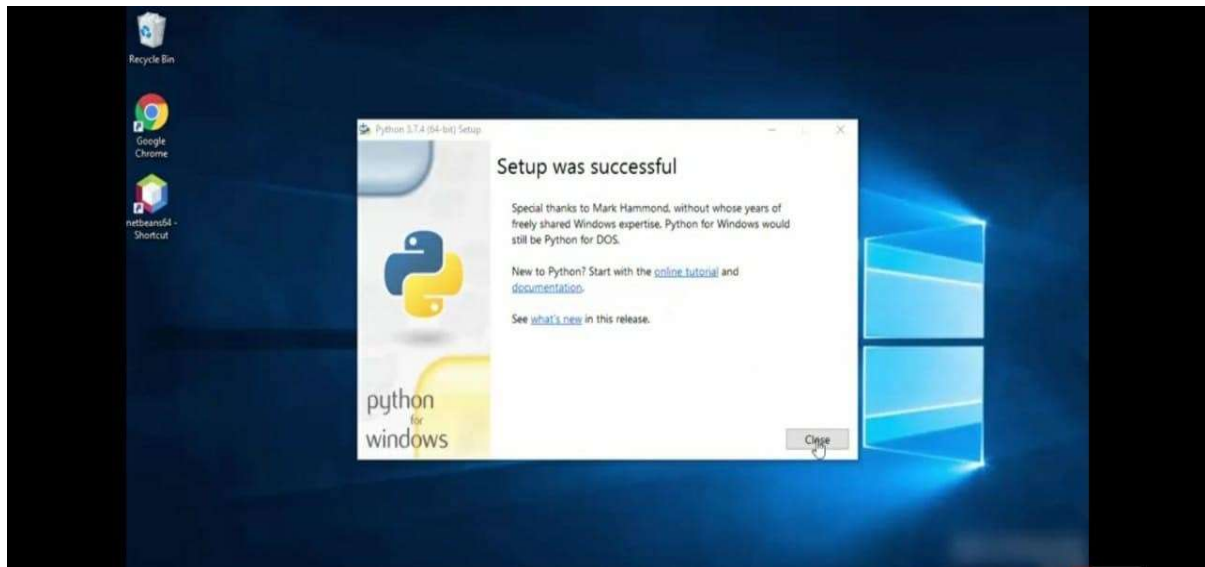 Recycle Bin
Google
Chrome
netbeans64 -
Shortcut
Python 3.7.4 (64-bit) Setup
Setup was successful
Special thanks to Mark Hammond, without whose years of
freely shared Windows expertise, Python for Windows would
still be Python for DOS.
New to Python? Start with the online tutorial and
documentation.
See what's new in this release.
python
for
windows
Close